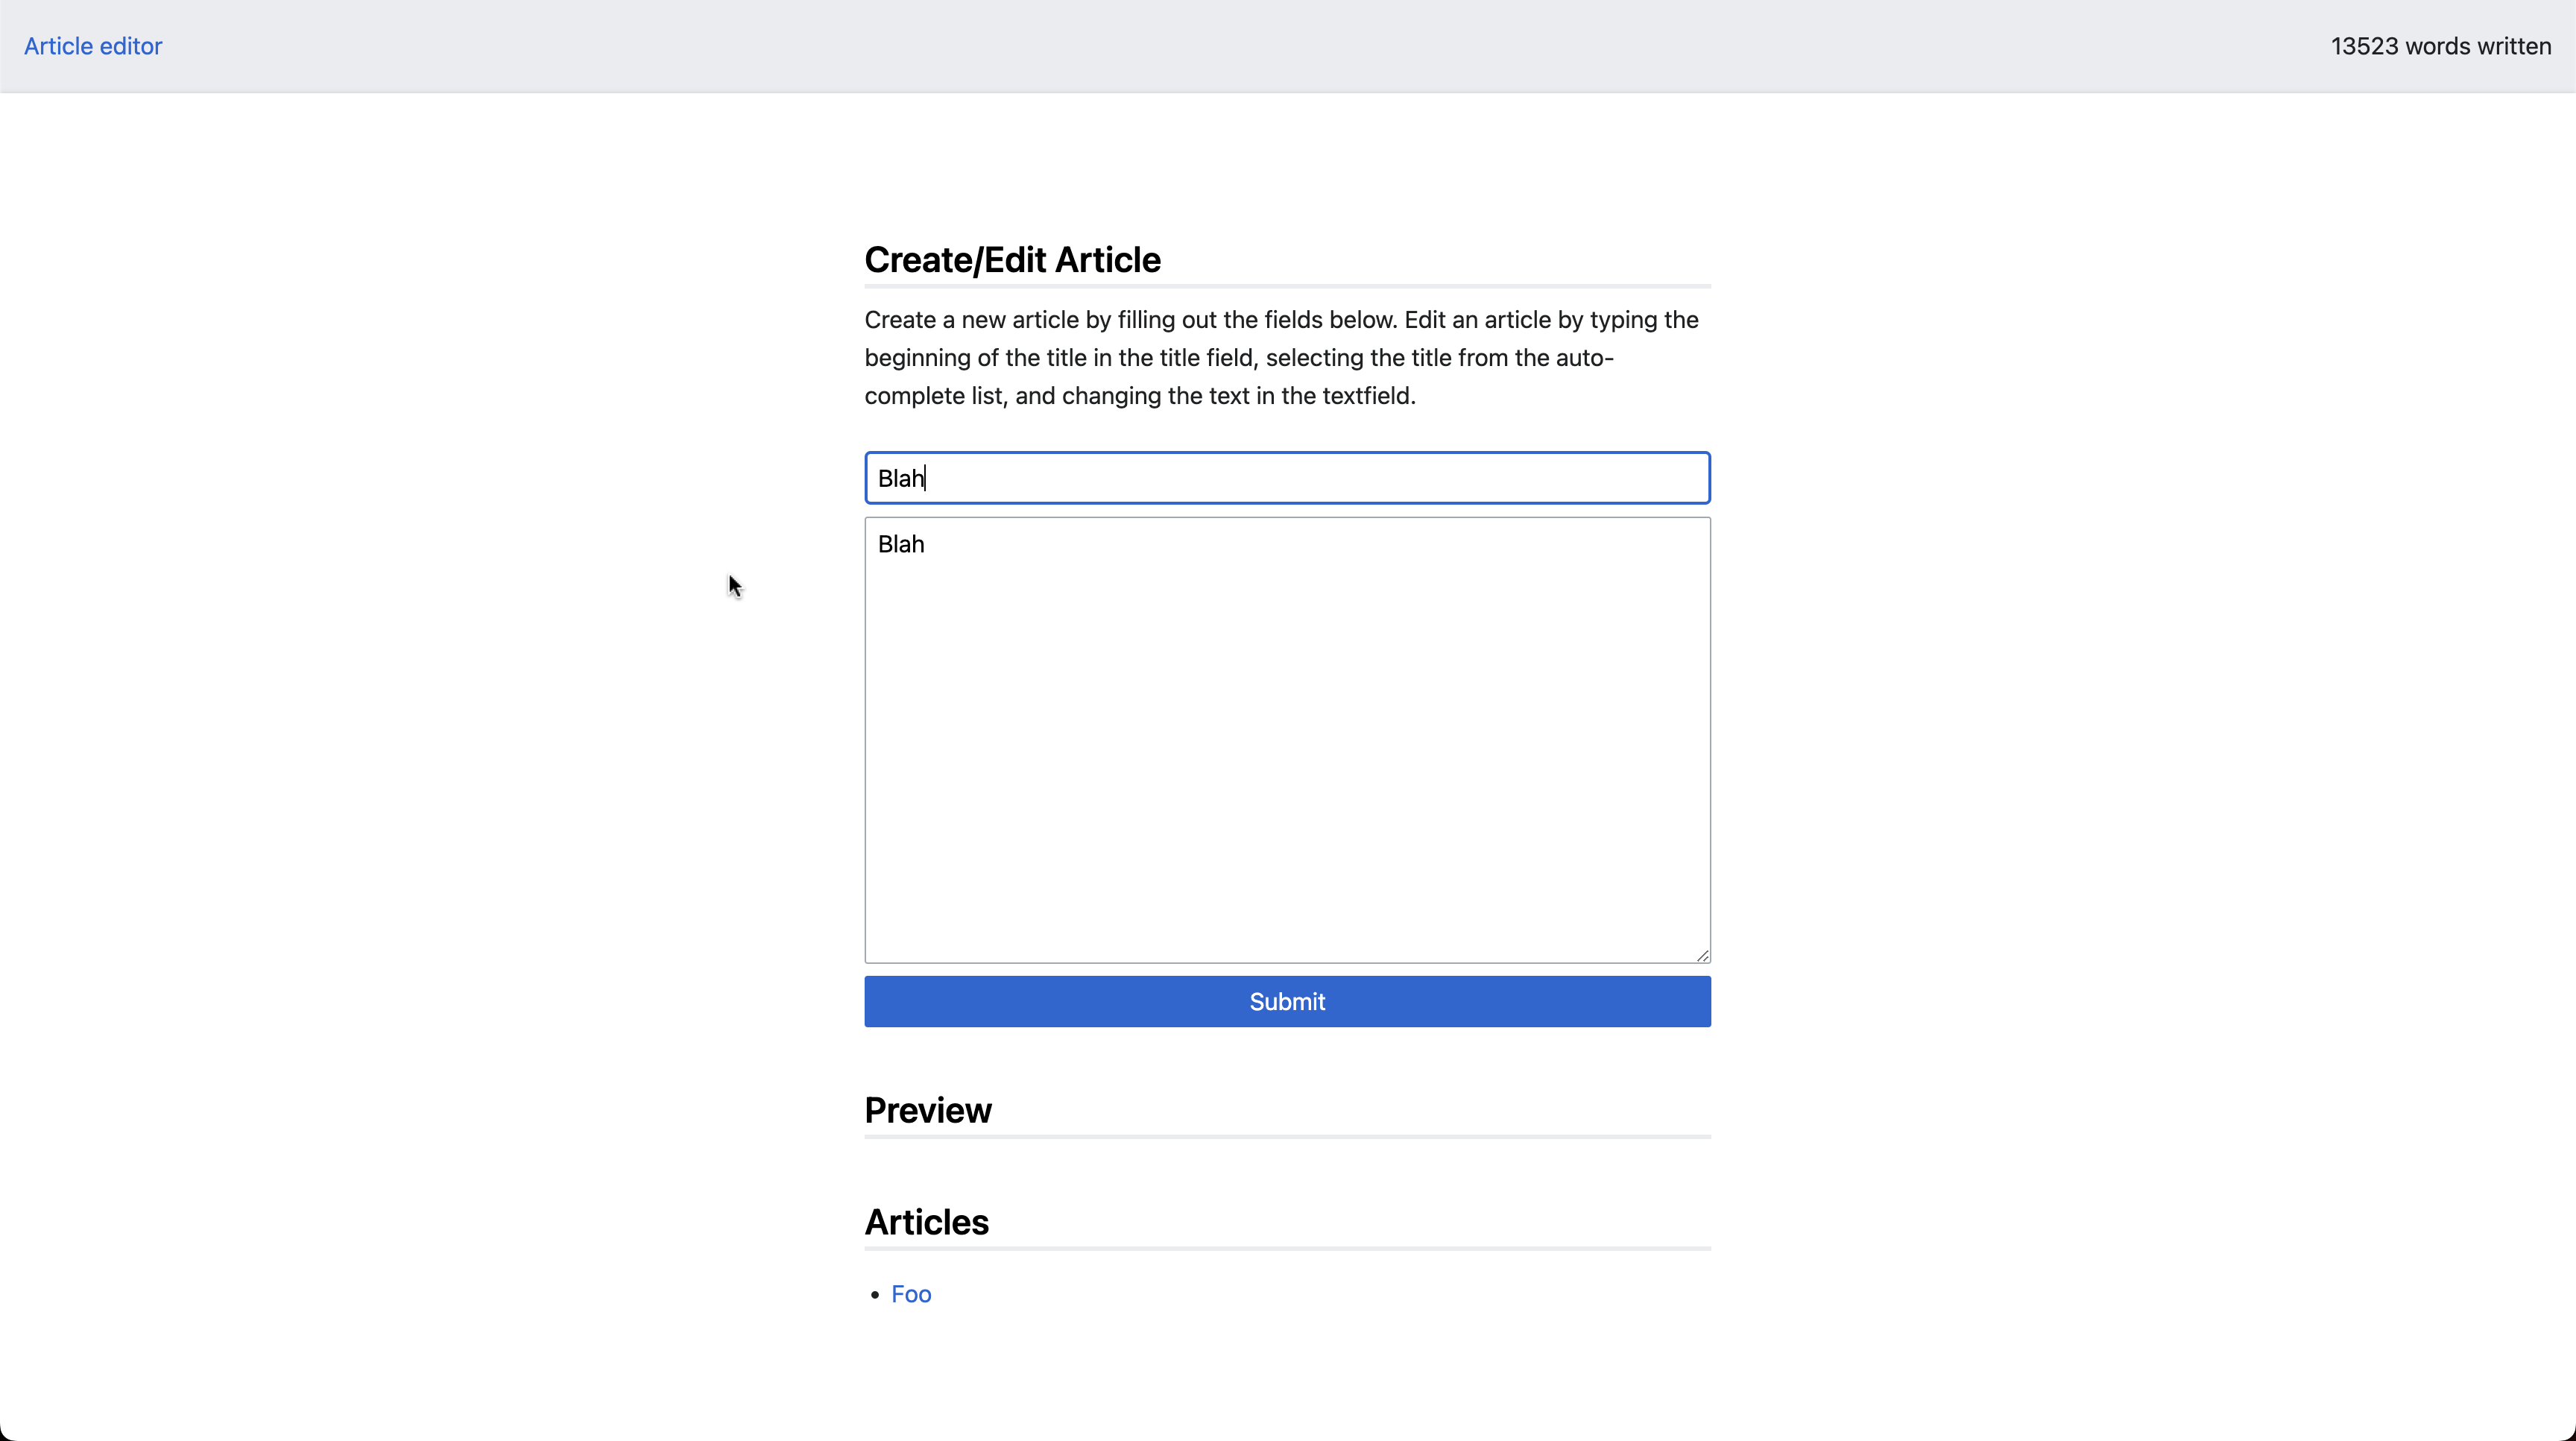 Article editor
13523 words written
Create/Edit Article
Create a new article by filling out the fields below. Edit an article by typing the
beginning of the title in the title field, selecting the title from the auto-
complete list, and changing the text in the textfield.
Blah
Blah
Submit
Preview
Articles
• Foo